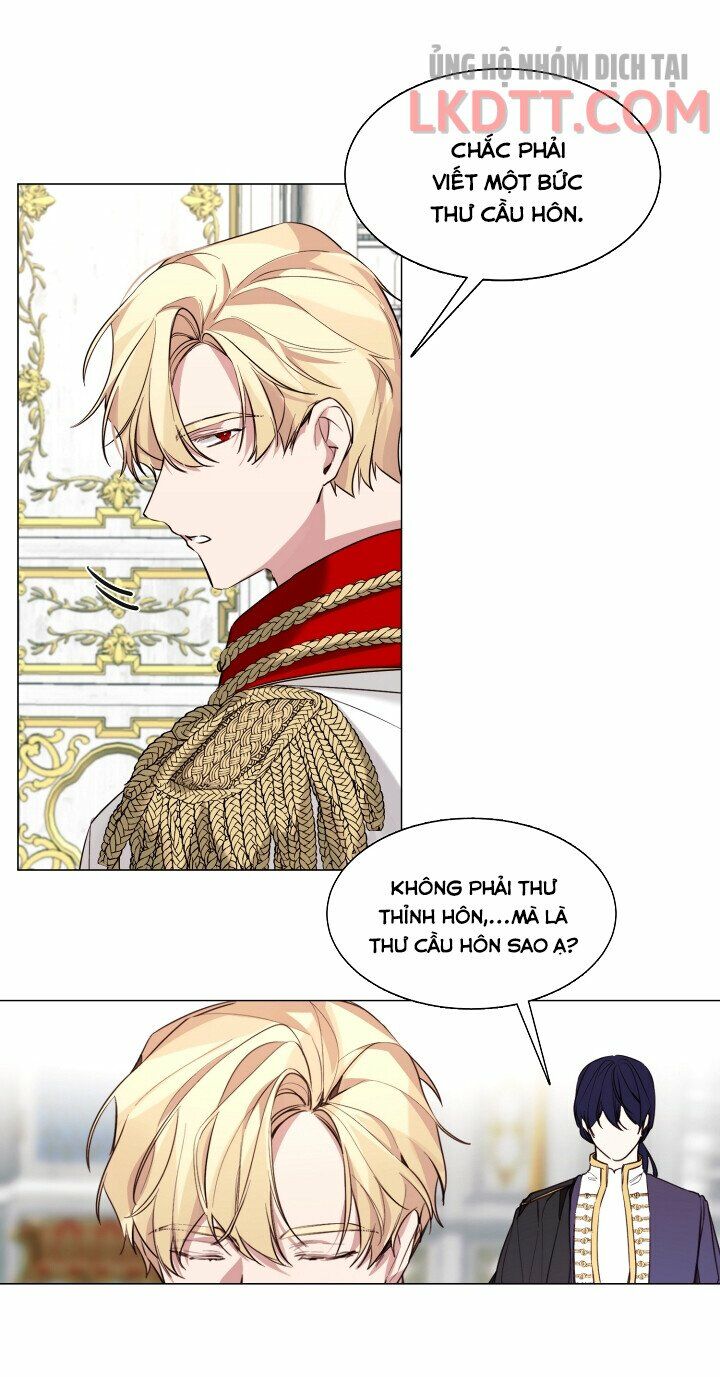 ỦNG HỘ NHÓM DỊCH TẠI
LKDTT.COM
CHẮC PHẢI
VIẾT MỘT BỨC
THƯ CẦU HÔN.
KHÔNG PHẢI THƯ
THỈNH HÔN,...MÀ LÀ
THƯ CẦU HÔN SAO Ạ?